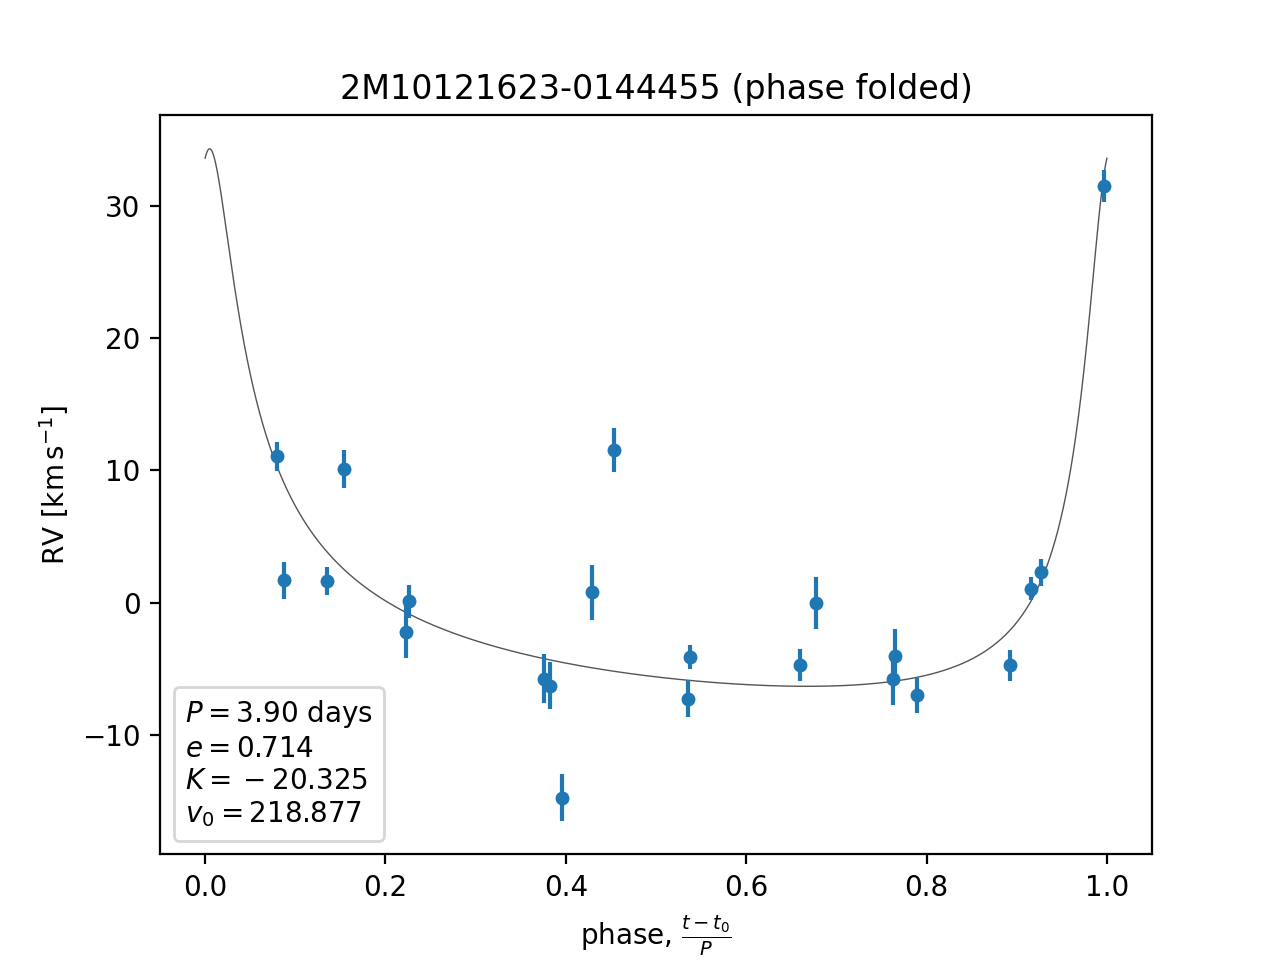 2M10121623-0144455 (phase folded)
RV [km s⁻¹]
30
20
10
0
−10
P = 3.90 days
e = 0.714
K = −20.325
v₀ = 218.877
0.0 0.2 0.4 0.6 0.8 1.0
phase, (t − t₀)/P